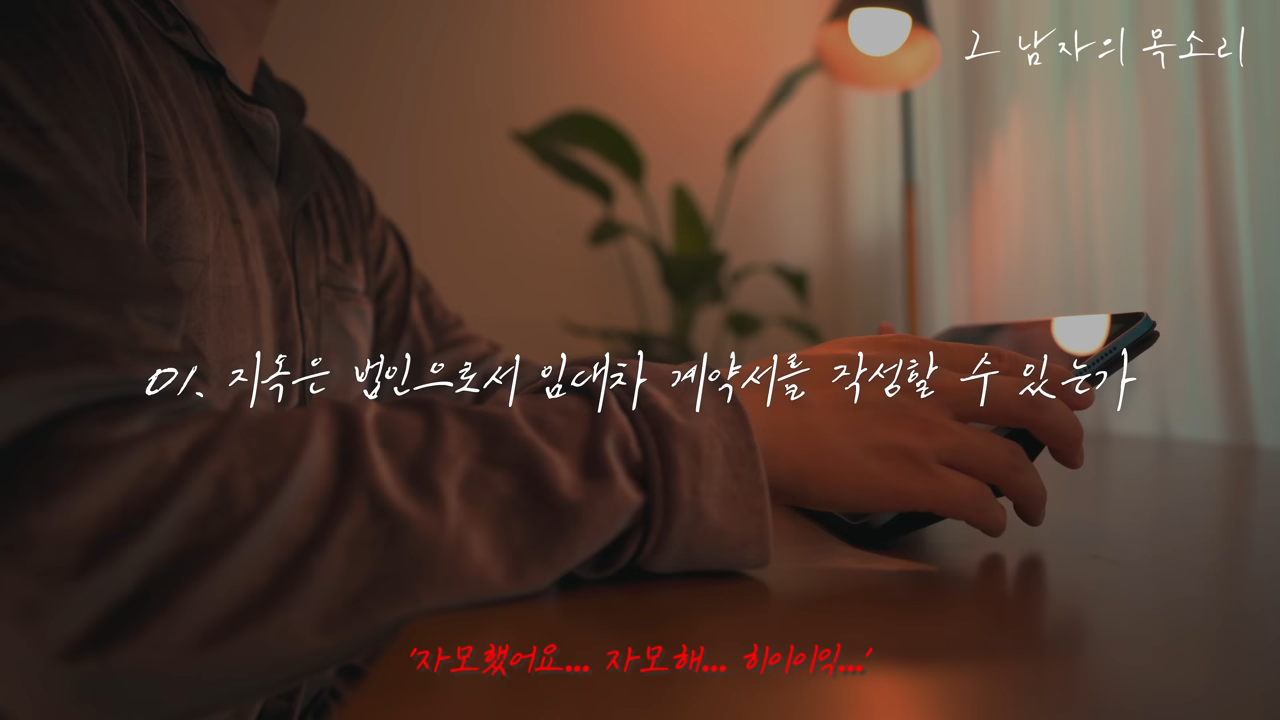 그 남자의 목소리
01. 지옥은 법인으로서 임대차 계약서를 작성할 수 있는가
'자모했어요... 자모해... 히이이익...'